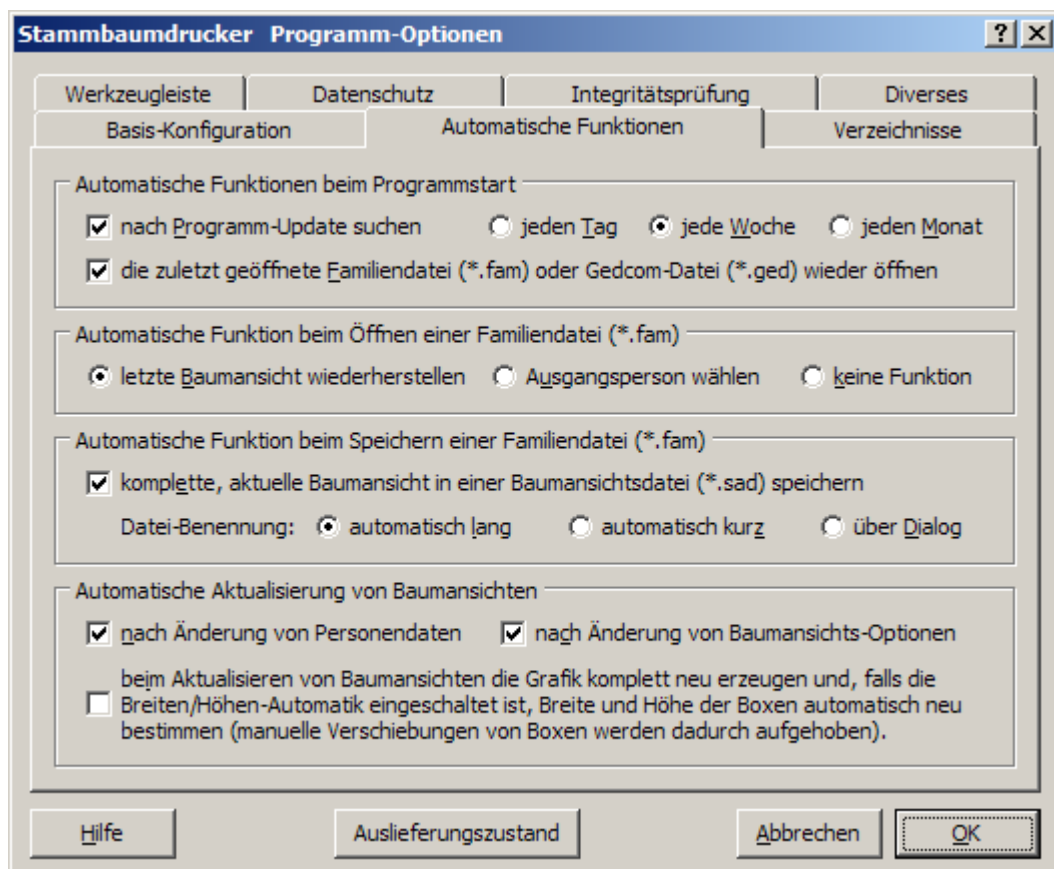 Stammbaumdrucker Programm-Optionen
Werkzeugleiste Datenschutz Integritätsprüfung Diverses
Basis-Konfiguration Automatische Funktionen Verzeichnisse
Automatische Funktionen beim Programmstart
nach Programm-Update suchen jeden Tag jede Woche jeden Monat
die zuletzt geöffnete Familiendatei (*.fam) oder Gedcom-Datei (*.ged) wieder öffnen
Automatische Funktion beim Öffnen einer Familiendatei (*.fam)
letzte Baumansicht wiederherstellen Ausgangsperson wählen keine Funktion
Automatische Funktion beim Speichern einer Familiendatei (*.fam)
komplette, aktuelle Baumansicht in einer Baumansichtsdatei (*.sad) speichern
Datei-Benennung: automatisch lang automatisch kurz über Dialog
Automatische Aktualisierung von Baumansichten
nach Änderung von Personendaten nach Änderung von Baumansichts-Optionen
beim Aktualisieren von Baumansichten die Grafik komplett neu erzeugen und, falls die
Breiten/Höhen-Automatik eingeschaltet ist, Breite und Höhe der Boxen automatisch neu
bestimmen (manuelle Verschiebungen von Boxen werden dadurch aufgehoben).
Hilfe Auslieferungszustand Abbrechen OK